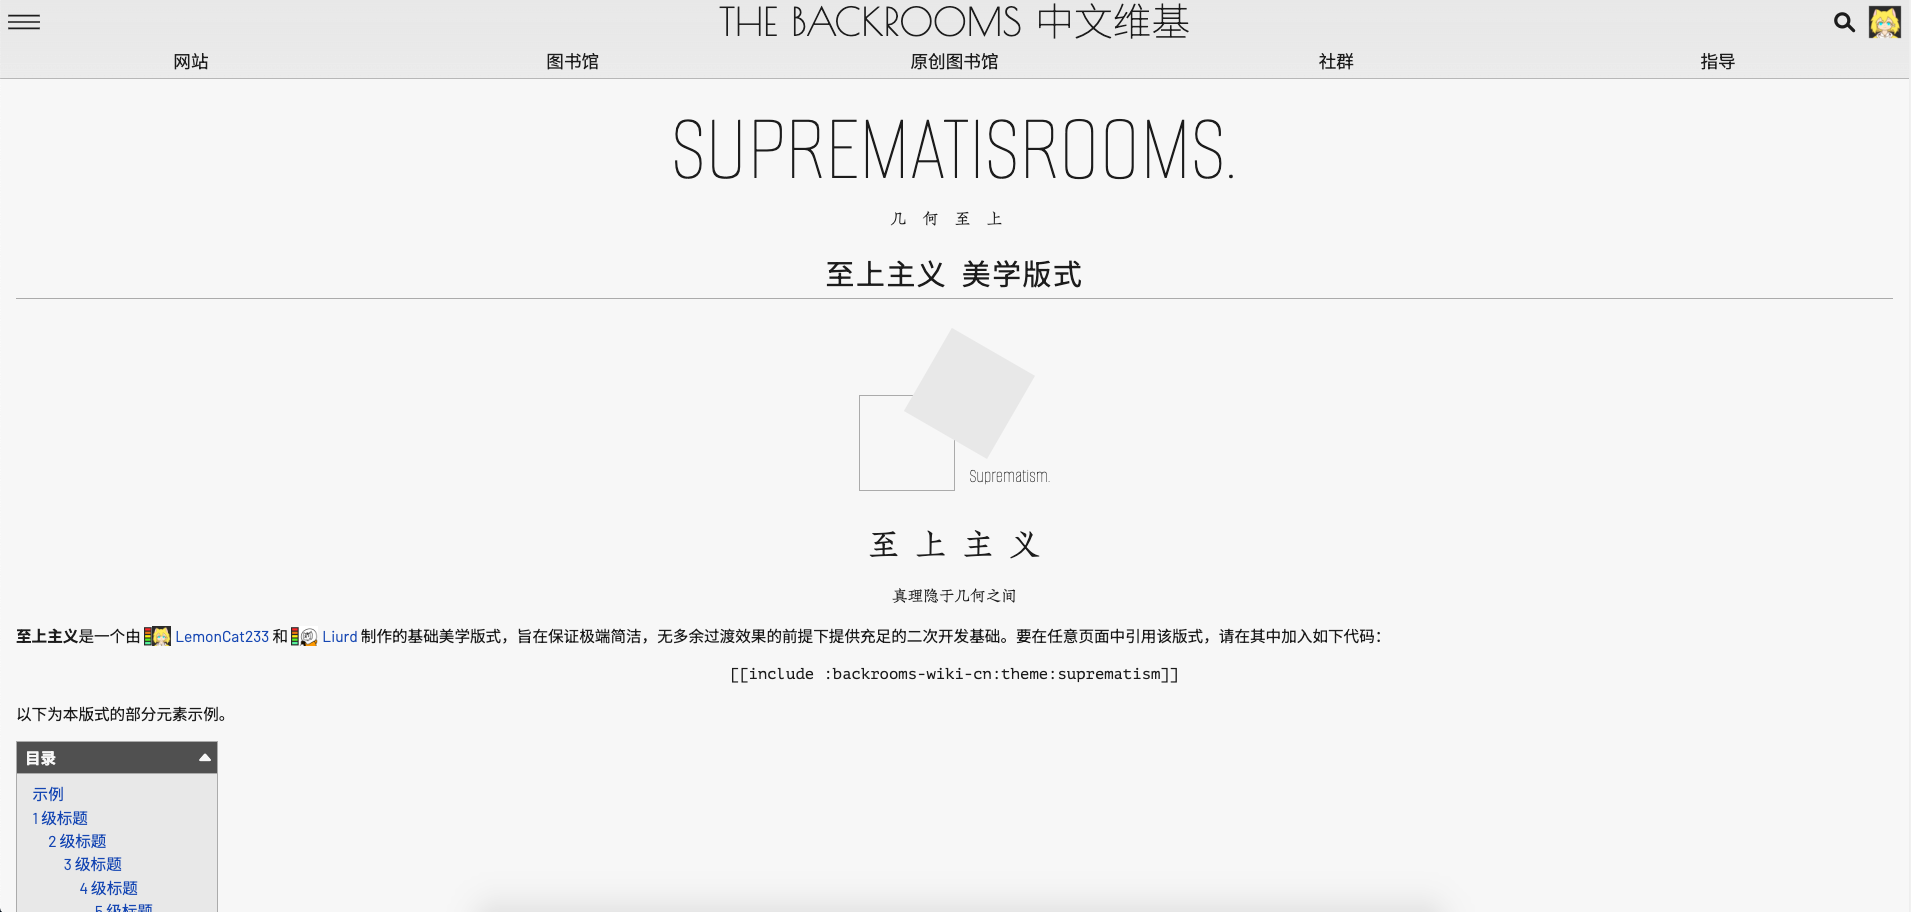 THE BACKROOMS 中文维基
网站 图书馆 原创图书馆 社群 指导
SUPREMATISROOMS.
几何至上
至上主义 美学版式
Suprematism.
至上主义
真理隐于几何之间
至上主义是一个由 LemonCat233 和 Liurd 制作的基础美学版式，旨在保证极端简洁，无多余过渡效果的前提下提供充足的二次开发基础。要在任意页面中引用该版式，请在其中加入如下代码：
[[include :backrooms-wiki-cn:theme:suprematism]]
以下为本版式的部分元素示例。
目录
示例
1 级标题
2 级标题
3 级标题
4 级标题
5 级标题